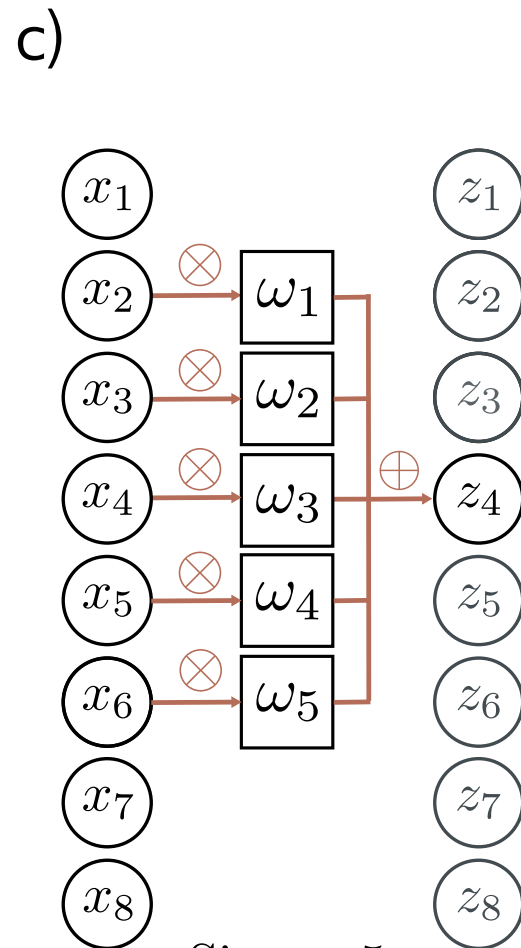 c)
x₁ z₁
x₂ ω₁ z₂
x₃ ω₂ z₃
x₄ ω₃ z₄
x₅ ω₄ z₅
x₆ ω₅ z₆
x₇ z₇
x₈ z₈